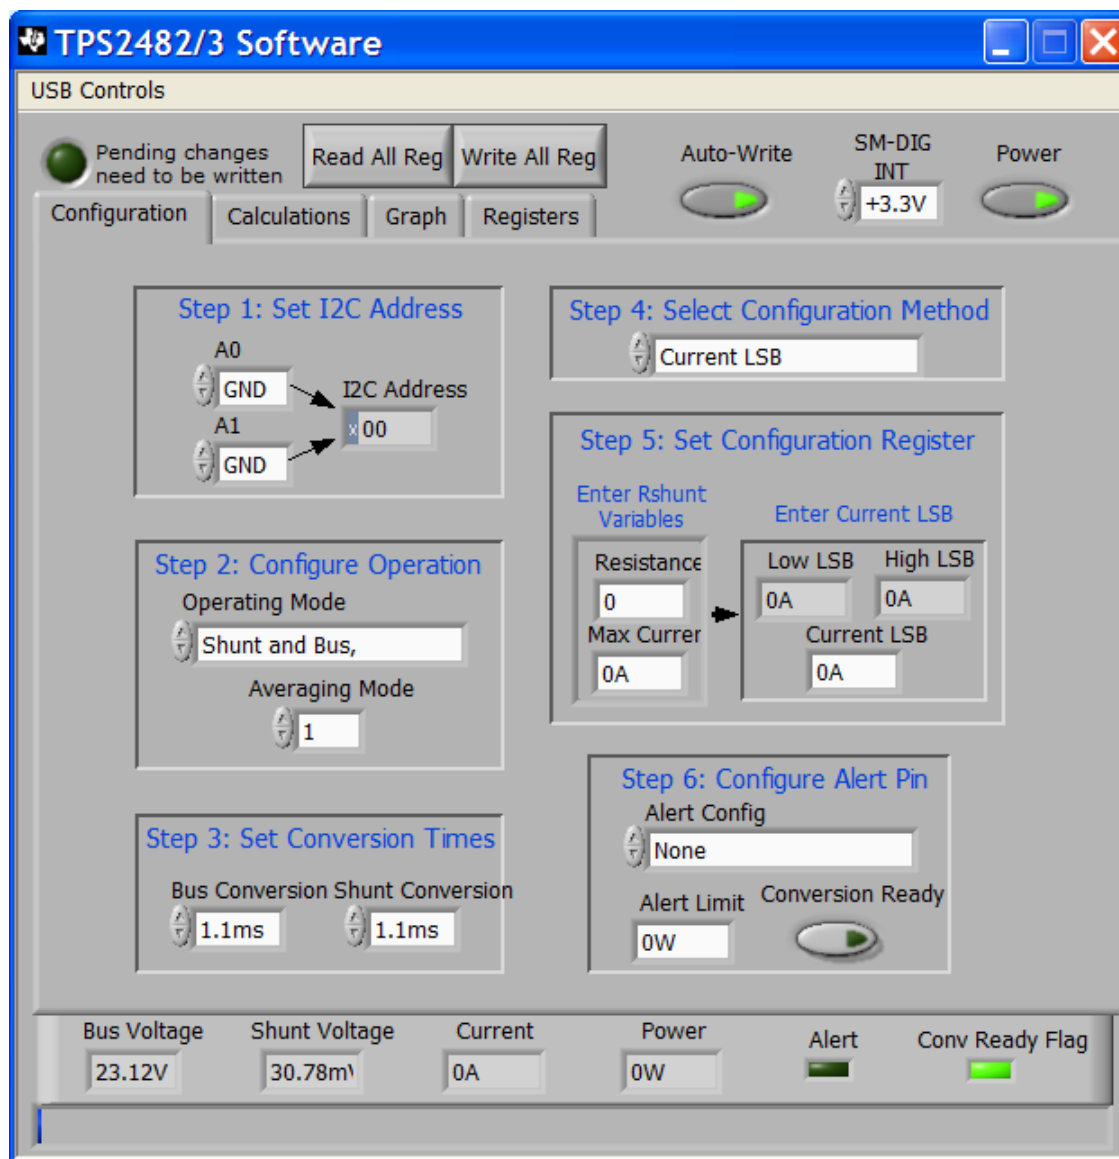 TPS2482/3 Software
USB Controls
Pending changes
need to be written
Read All Reg
Write All Reg
Auto-Write
SM-DIG
INT
+3.3V
Power
Configuration
Calculations
Graph
Registers
Step 1: Set I2C Address
A0
GND
I2C Address
x 00
A1
GND
Step 2: Configure Operation
Operating Mode
Shunt and Bus,
Averaging Mode
1
Step 3: Set Conversion Times
Bus Conversion
Shunt Conversion
1.1ms
1.1ms
Step 4: Select Configuration Method
Current LSB
Step 5: Set Configuration Register
Enter Rshunt
Variables
Resistance
0
Max Curren
0A
Enter Current LSB
Low LSB
High LSB
0A
0A
Current LSB
0A
Step 6: Configure Alert Pin
Alert Config
None
Alert Limit
0W
Conversion Ready
Bus Voltage
23.12V
Shunt Voltage
30.78m
Current
0A
Power
0W
Alert
Conv Ready Flag